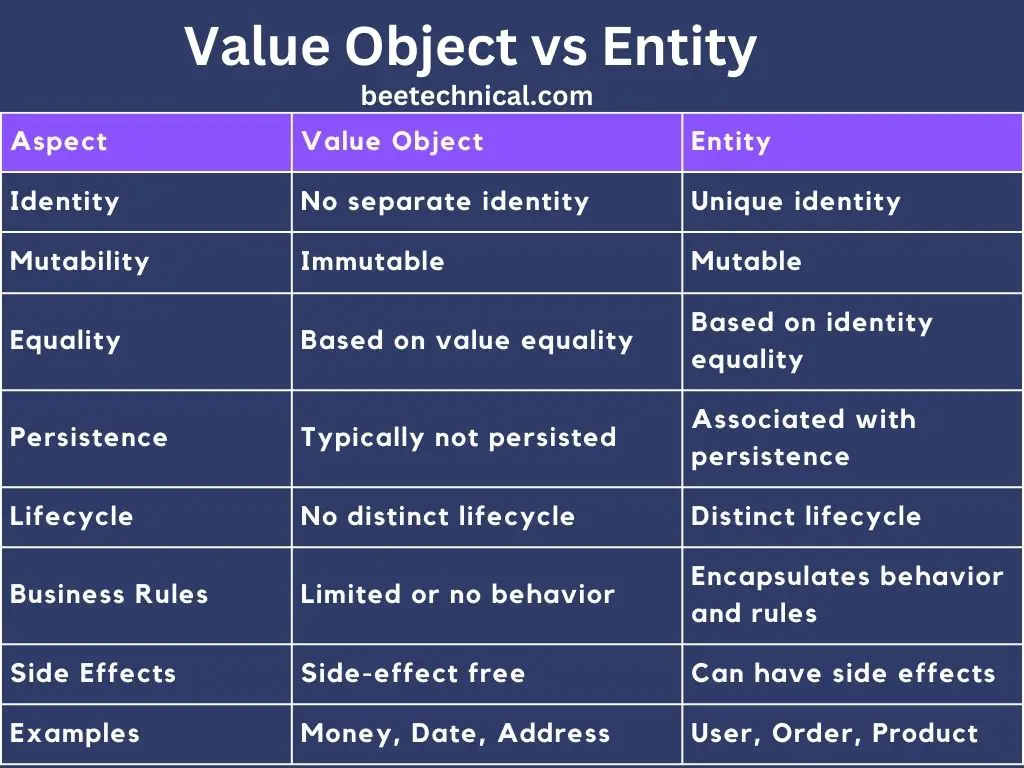 Value Object vs Entity
beetechnical.com
Aspect Value Object Entity
Identity No separate identity Unique identity
Mutability Immutable Mutable
Equality Based on value equality Based on identity
equality
Persistence Typically not persisted Associated with
persistence
Lifecycle No distinct lifecycle Distinct lifecycle
Business Rules Limited or no behavior Encapsulates behavior
and rules
Side Effects Side-effect free Can have side effects
Examples Money, Date, Address User, Order, Product